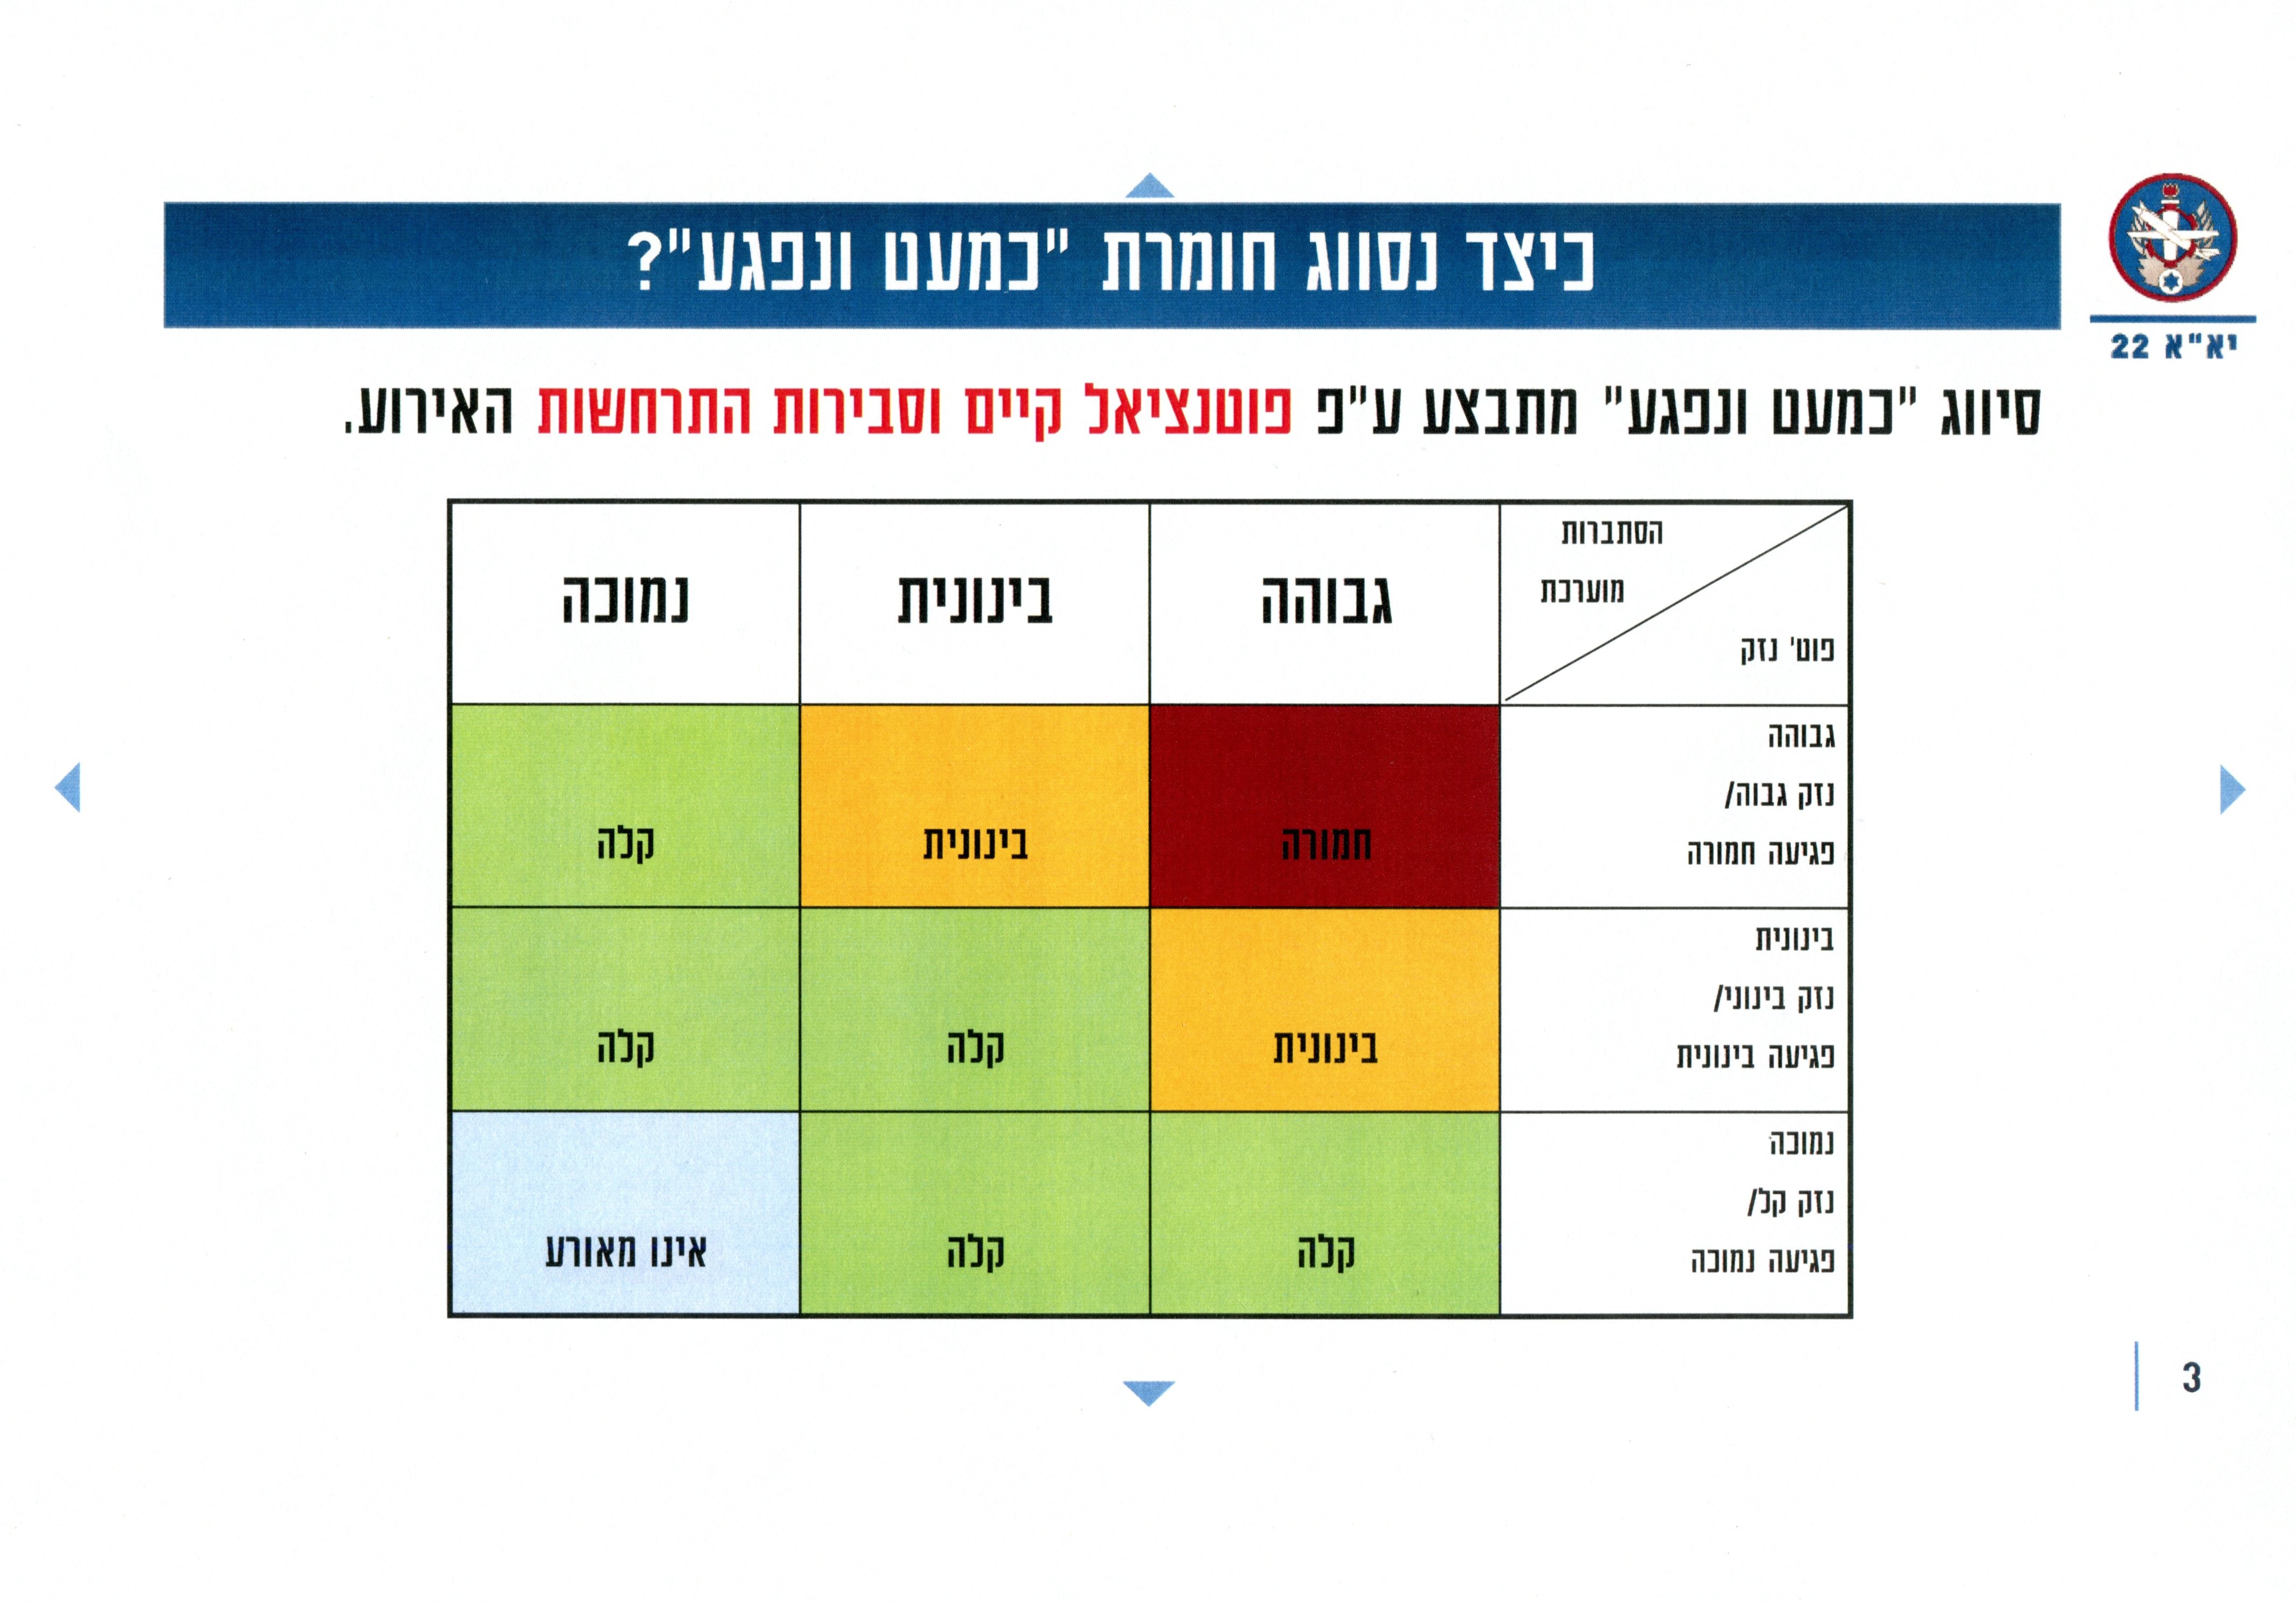 יא"א 22
כיצד נסווג חומרת "כמעט ונפגע"?
סיווג "כמעט ונפגע" מתבצע ע"פ פוטנציאל קיים וסבירות התרחשות האירוע.
הסתברות
מוערכת
פוט' נזק
גבוהה
בינונית
נמוכה
גבוהה
נזק גבוה/
פגיעה חמורה
חמורה
בינונית
קלה
בינונית
נזק בינוני/
פגיעה בינונית
בינונית
קלה
קלה
נמוכה
נזק קל/
פגיעה נמוכה
קלה
קלה
אינו מאורע
3